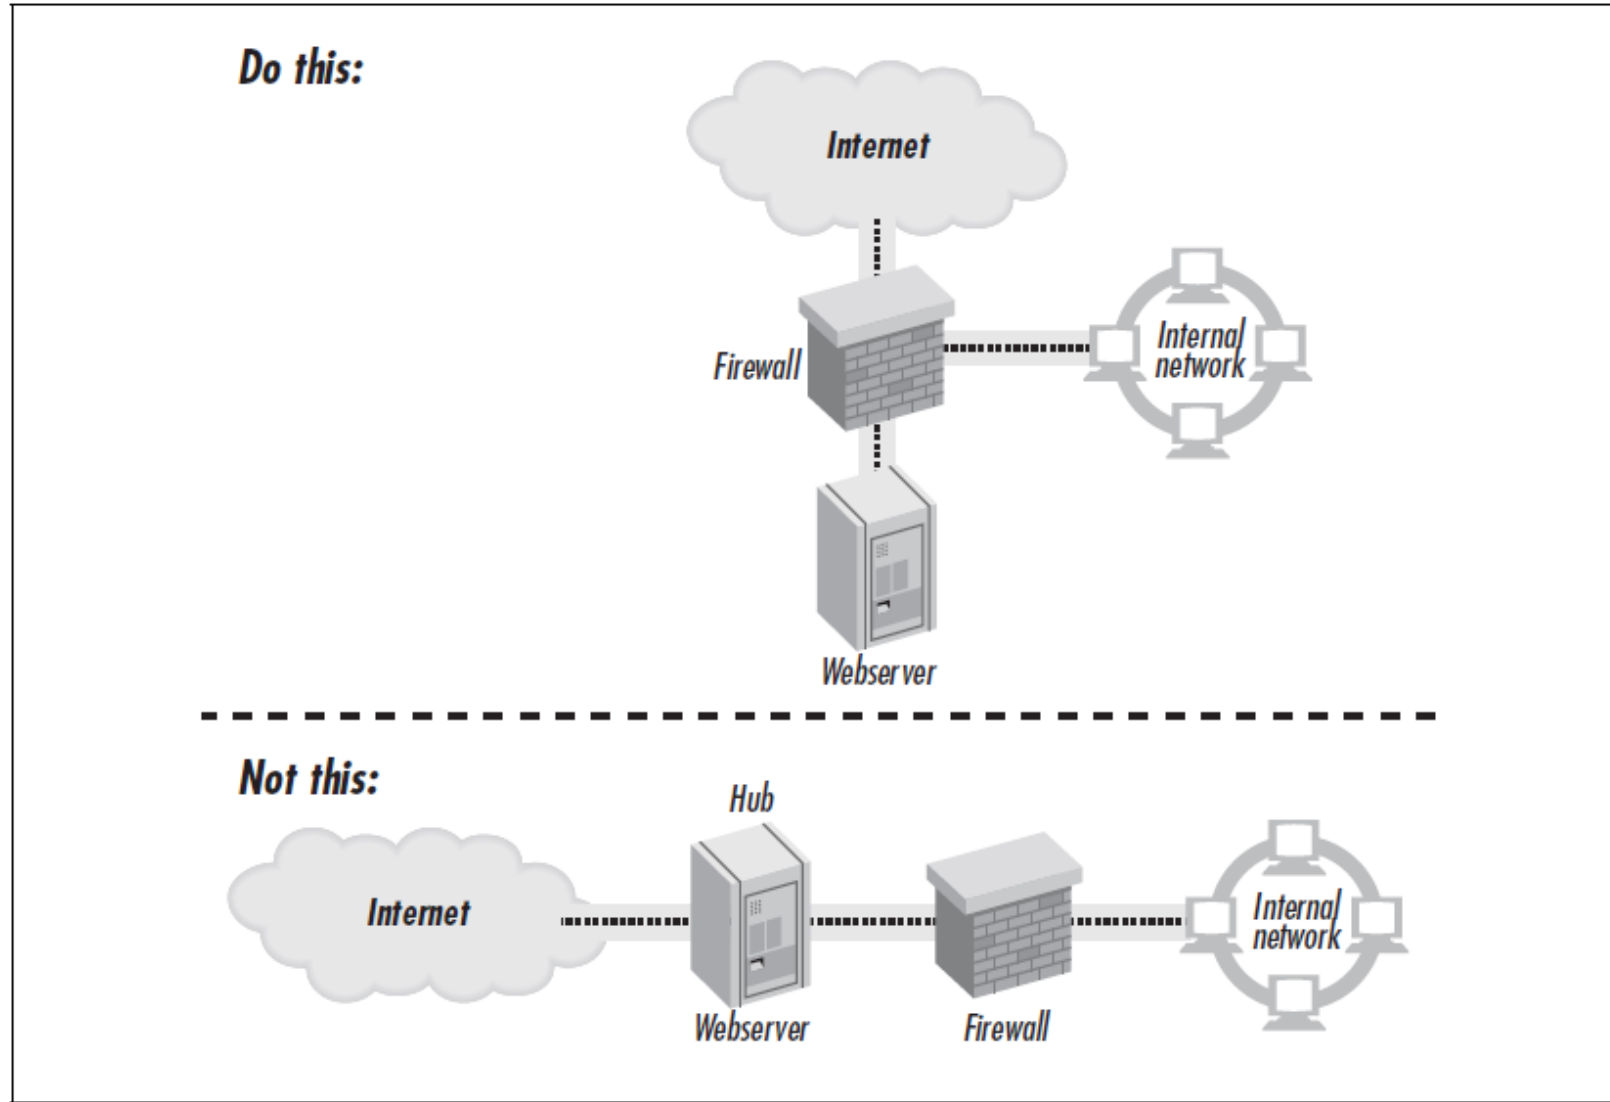 Do this:
Internet
Firewall
Internal
network
Webserver
Not this:
Hub
Internet
Internal
network
Webserver
Firewall